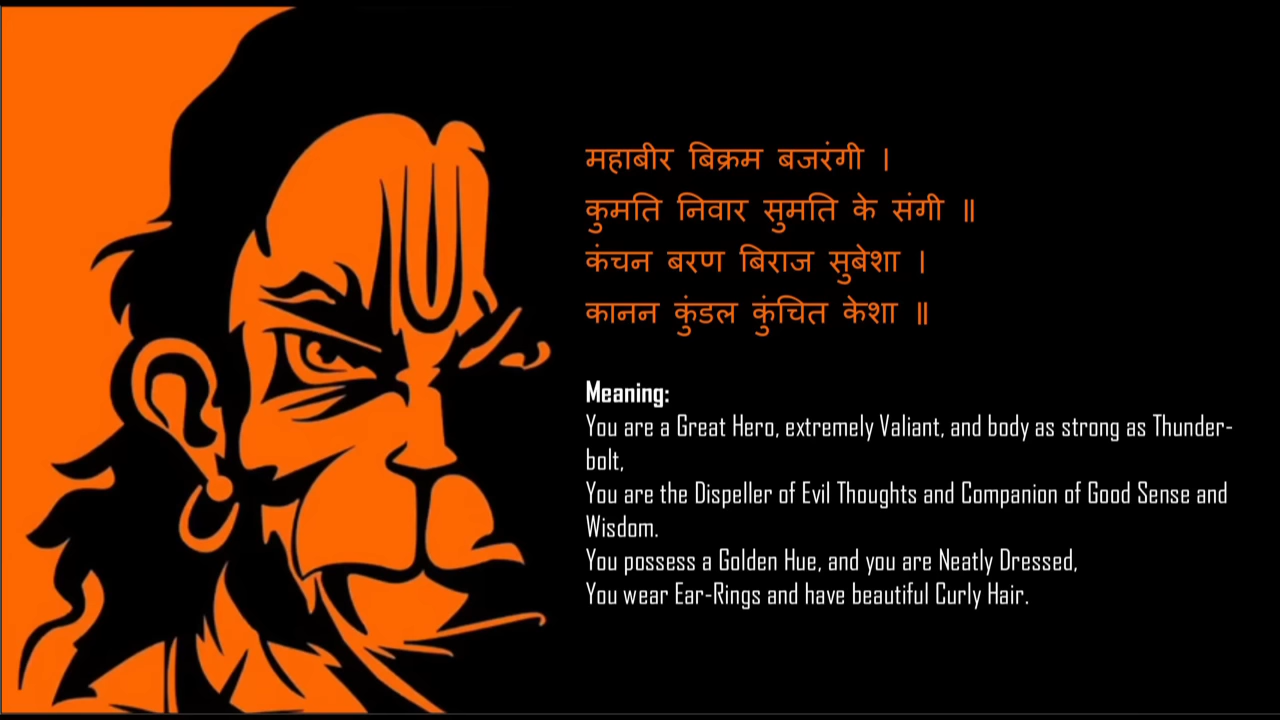 महाबीर बिक्रम बजरंगी ।
कुमति निवार सुमति के संगी ॥
कंचन बरण बिराज सुबेशा ।
कानन कुंडल कुंचित केशा ॥
Meaning:
You are a Great Hero, extremely Valiant, and body as strong as Thunder-
bolt,
You are the Dispeller of Evil Thoughts and Companion of Good Sense and
Wisdom.
You possess a Golden Hue, and you are Neatly Dressed,
You wear Ear-Rings and have beautiful Curly Hair.